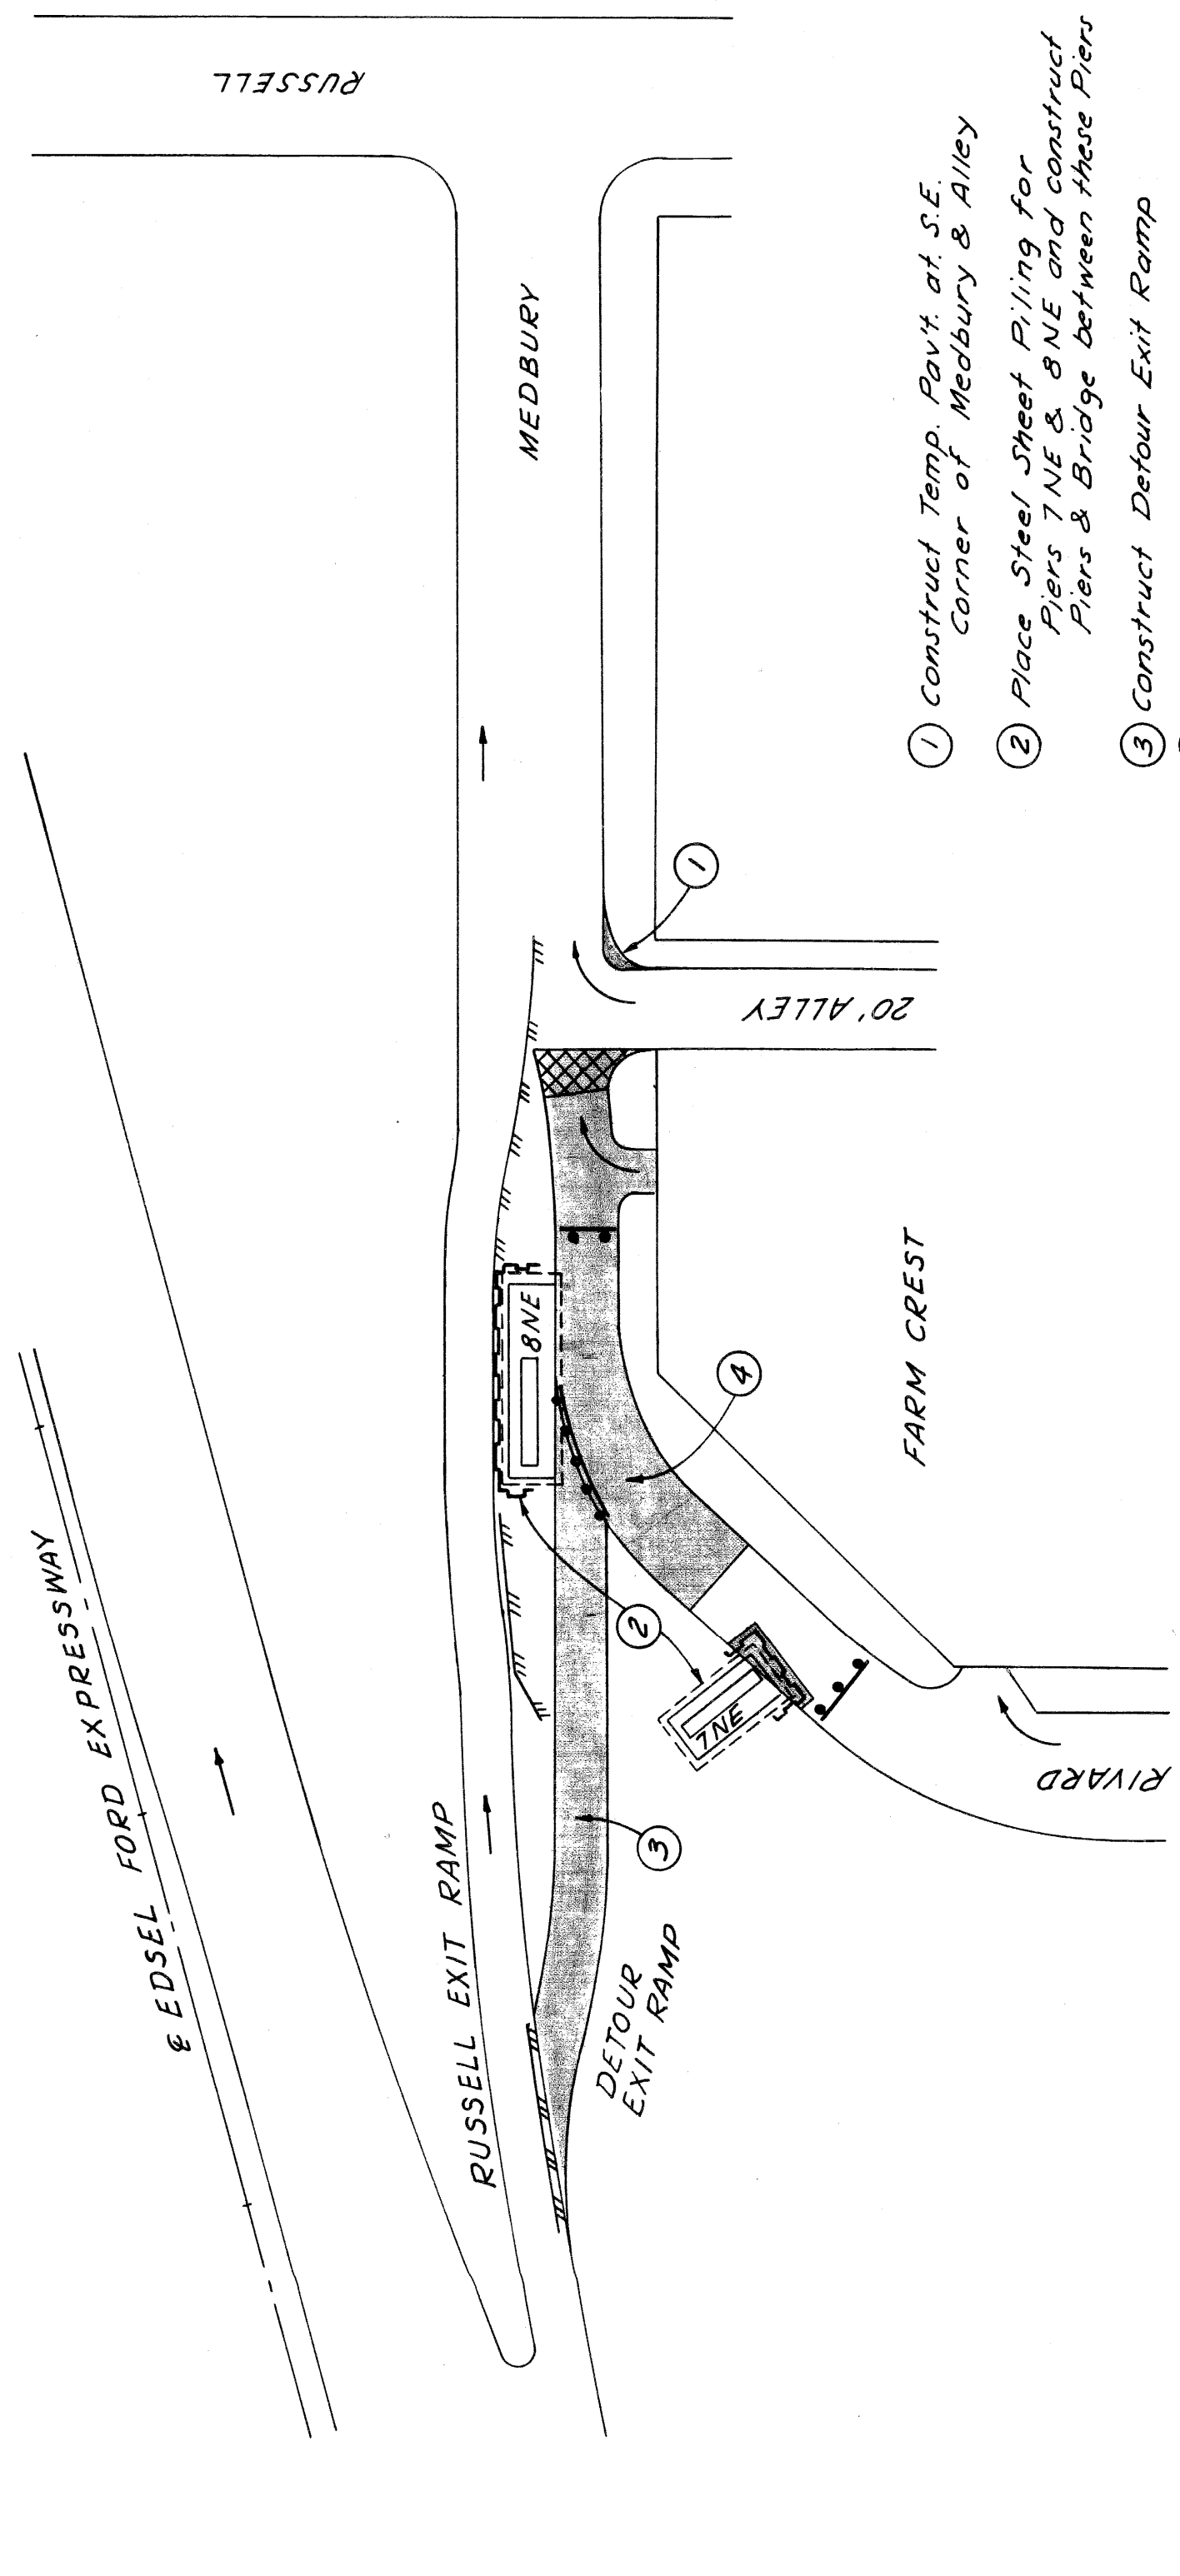 RUSSELL
℄ EDSEL FORD EXPRESSWAY
RUSSELL EXIT RAMP
MEDBURY
8NE
7NE
DETOUR
EXIT RAMP
20' ALLEY
FARM CREST
RIVARD
1
2
3
4
1 Construct Temp. Pav't. at S.E.
Corner of Medbury & Alley
2 Place Steel Sheet Piling for
Piers 7NE & 8NE and construct
Piers & Bridge between these Piers
3 Construct Detour Exit Ramp